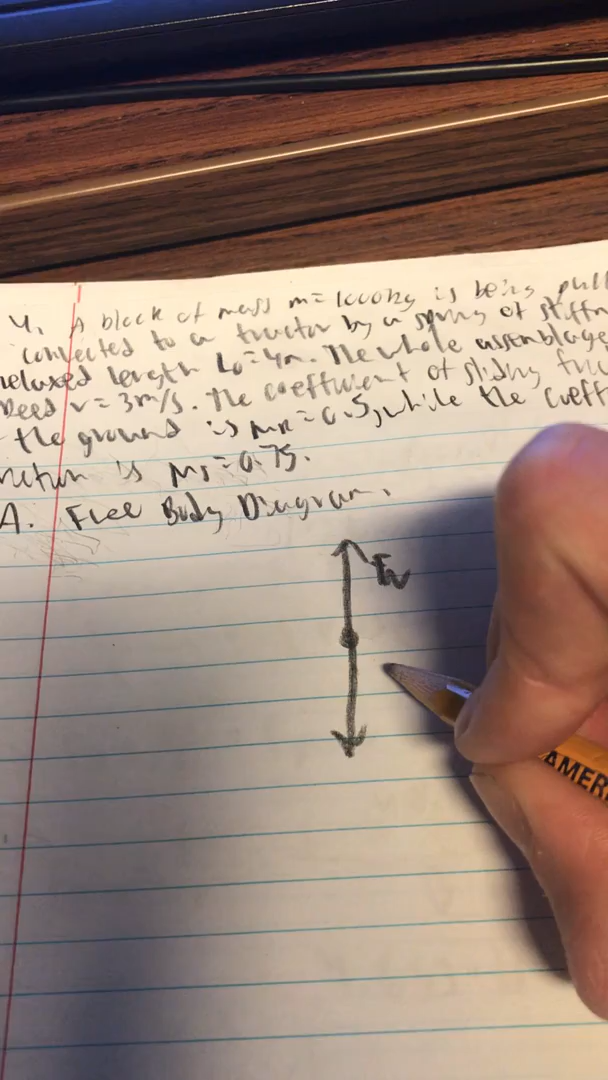 4. A block of mass m=1000kg is being pull
connected to a tractor by a spring of stiffn
relaxed length L₀=4m. The whole assemblage
speed v=3m/s. The coefficient of sliding fric
the ground is μk=0.5, while the coeff
riction is μs=0.75.
A. Free Body Diagram.
AMER